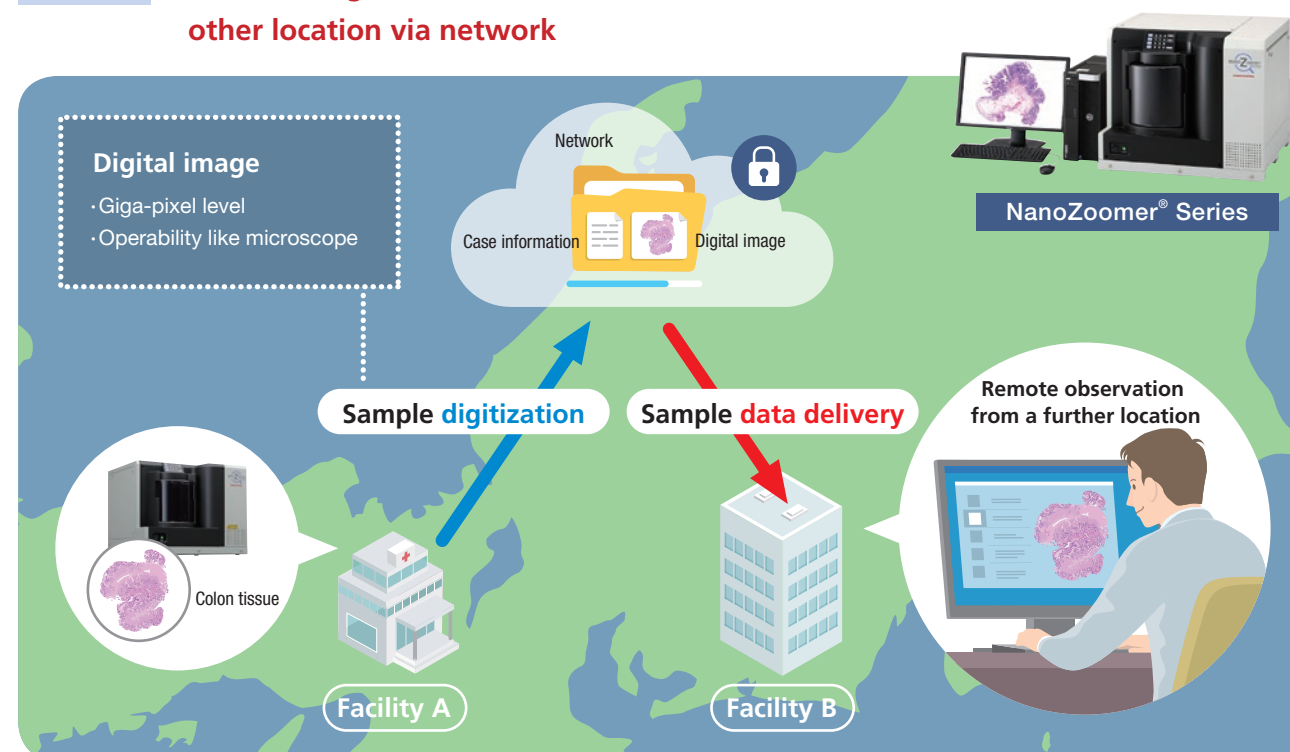 other location via network
NanoZoomer® Series
Digital image
·Giga-pixel level
·Operability like microscope
Network
Case information
Digital image
Sample digitization
Sample data delivery
Remote observation
from a further location
Colon tissue
Facility A
Facility B